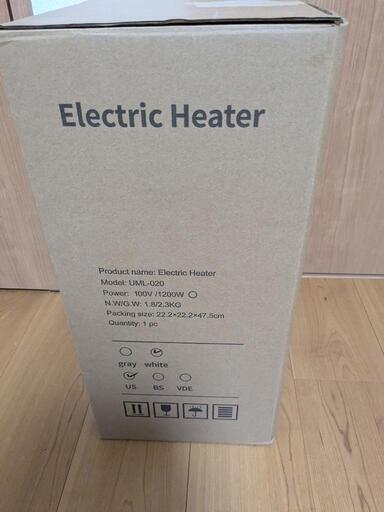 Electric Heater
Product name: Electric Heater
Model: UML-020
Power: 100V /1200W
N.W/G.W: 1.8/2.3KG
Packing size: 22.2×22.2×47.5cm
Quantity: 1 pc
gray white
US BS VDE